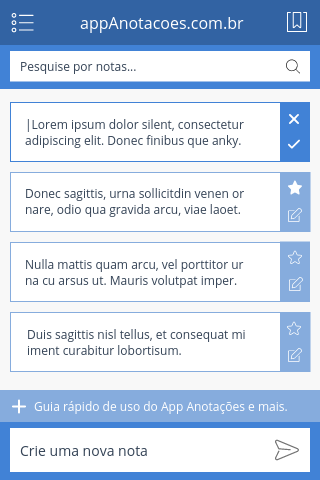 appAnotacoes.com.br
Pesquise por notas...
|Lorem ipsum dolor silent, consectetur
adipiscing elit. Donec finibus que anky.
Donec sagittis, urna sollicitdin venen or
nare, odio qua gravida arcu, viae laoet.
Nulla mattis quam arcu, vel porttitor ur
na cu arsus ut. Mauris volutpat imper.
Duis sagittis nisl tellus, et consequat mi
iment curabitur lobortisum.
Guia rápido de uso do App Anotações e mais.
Crie uma nova nota